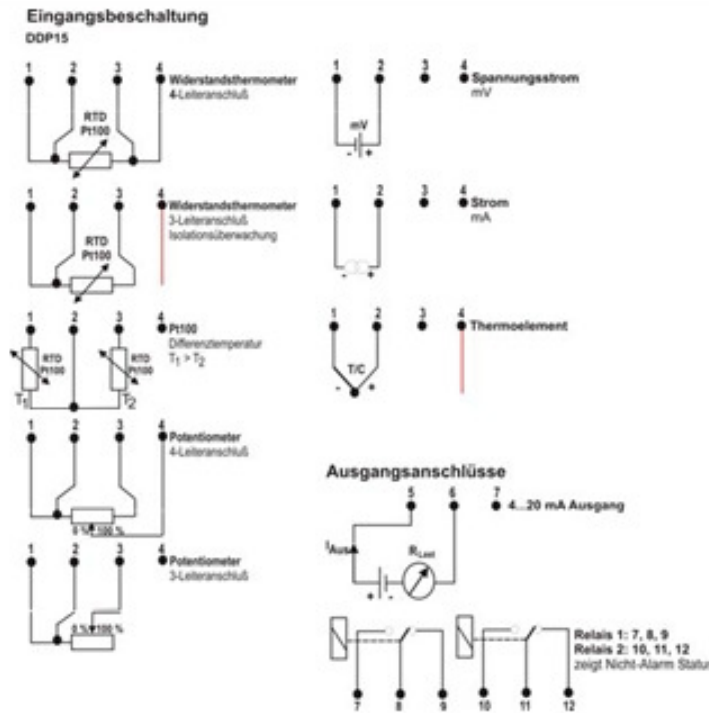 Eingangsbeschaltung
DDP15
1 2 3 4 Widerstandsthermometer
4-Leiteranschluß
RTD
Pt100
1 2 3 4 Widerstandsthermometer
3-Leiteranschluß
Isolationsüberwachung
RTD
Pt100
1 2 3 4 Pt100
Differenztemperatur
T1 > T2
RTD
Pt100
RTD
Pt100
T1 T2
1 2 3 4 Potentiometer
4-Leiteranschluß
0 % 100 %
1 2 3 4 Potentiometer
3-Leiteranschluß
0 % 100 %
1 2 3 4 Spannungsstrom
mV
mV
- +
1 2 3 4 Strom
mA
- +
1 2 3 4 Thermoelement
T/C
- +
Ausgangsanschlüsse
5 6 7 4...20 mA Ausgang
IAus
RLast
+ -
Relais 1: 7, 8, 9
Relais 2: 10, 11, 12
zeigt Nicht-Alarm Status
7 8 9 10 11 12